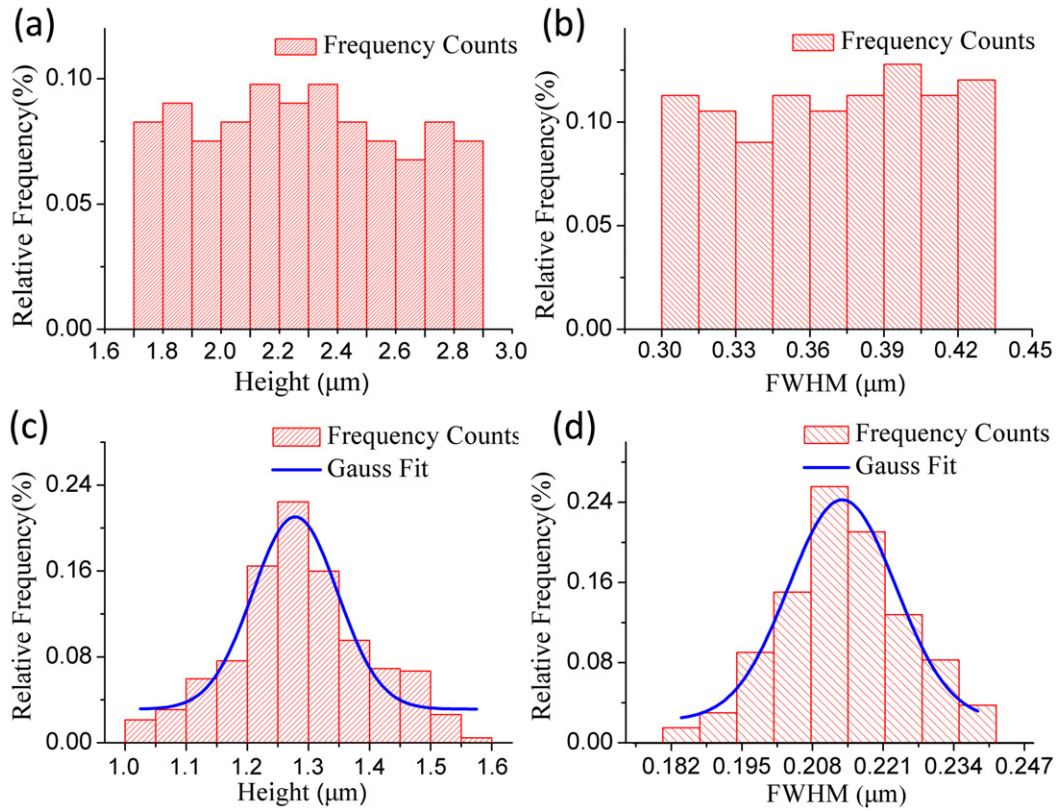 (a)
Frequency Counts
Relative Frequency(%)
0.10
0.05
0.00
1.6 1.8 2.0 2.2 2.4 2.6 2.8 3.0
Height (μm)
(b)
Frequency Counts
Relative Frequency(%)
0.10
0.05
0.00
0.30 0.33 0.36 0.39 0.42 0.45
FWHM (μm)
(c)
Frequency Counts
Gauss Fit
Relative Frequency(%)
0.24
0.16
0.08
0.00
1.0 1.1 1.2 1.3 1.4 1.5 1.6
Height (μm)
(d)
Frequency Counts
Gauss Fit
Relative Frequency(%)
0.24
0.16
0.08
0.00
0.182 0.195 0.208 0.221 0.234 0.247
FWHM (μm)